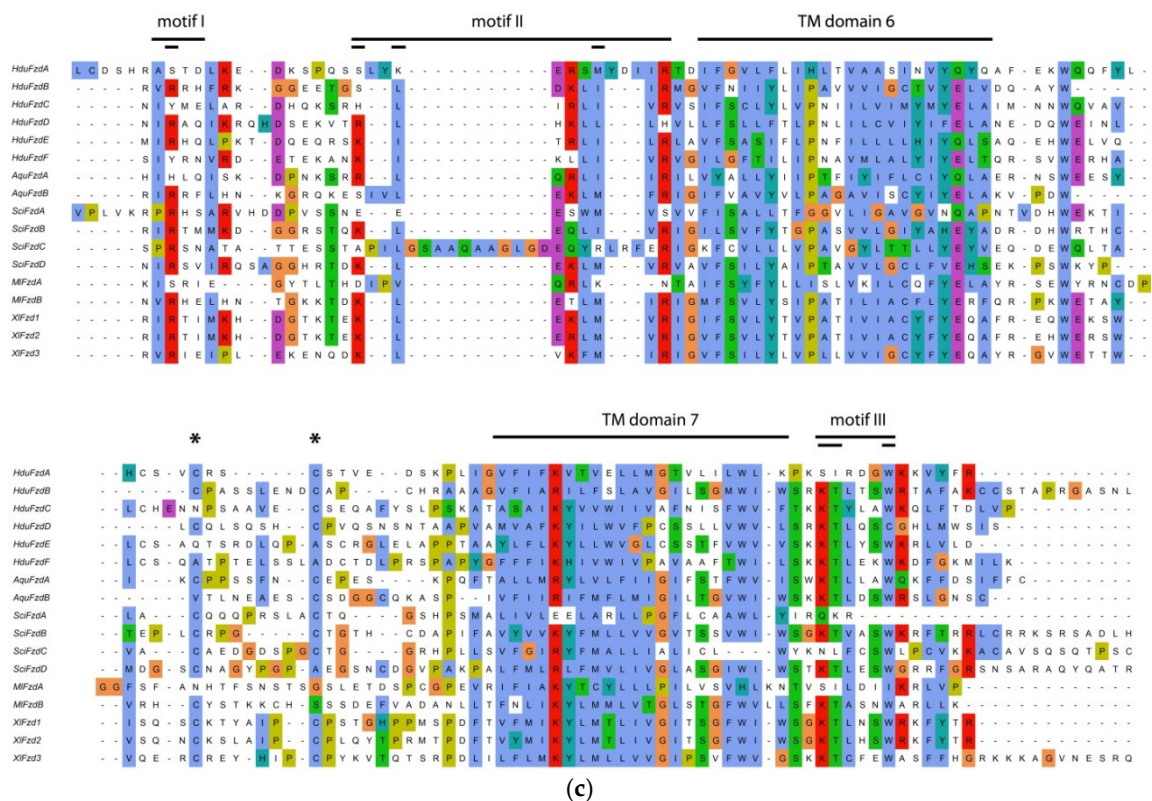 motif I motif II TM domain 6
HduFzdA L C D S H R A S T D L K E - - D K S P Q S S L Y K - - - - - - - - - - - E R S M Y D I I R T D I F G V L F L I H L T V A A S I N V Y Q Y Q A F - E K W Q Q F Y L - -
HduFzdB - - - - - - R V R R H F R K - - G G E E T G S - - L - - - - - - - - - - - D K L I - - - I R M G V F N I I Y L I P A V V I G C T V Y E L V D Q - A Y W - - - - - -
HduFzdC - - - - - - N I Y M E L A R - - D H Q K S R H - - L - - - - - - - - - - - I R L I - - - V R V S I F S C L Y L V P N I I L V I M Y M Y E L A I M - N N W Q V A V - -
HduFzdD - - - - - - N I R A Q I K R Q H D S E K V T R - - L - - - - - - - - - - - H K L I - - - L H V L L F S L L F T L P N L I L C V I Y I F E L A N E - D W E I N L - -
HduFzdE - - - - - - M I R H Q L P K T - D Q E Q R S K - - I - - - - - - - - - - - T R L I - - - L R L A V F S A S I F L P N F I L L L H I Y Q L S A Q - N D W E I Q V - -
HduFzdF - - - - - - S I Y R N V R D - - E T E K A N K - - I - - - - - - - - - - - K L L I - - - V R V G I L G F T I L I P N A V M L A L Y I Y E L T Q R - S V W E R H A - -
AquFzdA - - - - - - H I H L Q I S K - - D P N K S R R - - L - - - - - - - - - - - Q R L I - - - L R I L V Y A L L Y I P T F I Y I F L C I Y Q L A N E - S W W E E S Y - -
AquFzdB - - - - - - R I R R F L H N - - K G R Q K E S I V L - - - - - - - - - - - E K L M - - - F R I G F V A V Y V L P A G A V I S C Y I Y E L A K V - P D W - - - - - -
SciFzdA V P L V K R P R H S A R V H D D P V S S N E - - E - - - - - - - - - - - E S W M - - - V S V V F I S A L L T F G G V L I G A V G V N Q A P N T V D H W E K T I - -
SciFzdB - - - - - - R I R T M M K D - - G G R S T Q K - - L - - - - - - - - - - - E R L M - - - I R I G V F S V L Y T G P A S V V L G I Y A H E Y A D R - D H W R T H C - -
SciFzdC - - - - - - S P R S N A T A - - T T E S S T A P I L G S A A Q A A G L G D E Q Y R L R F E R I G K F C V L L L V P A V G Y L T T L L Y E V E Q - D E W Q L T A - -
SciFzdD - - - - - - N I R S V I R Q S A G G H R T D K - - L - - - - - - - - - - - E K L M - - - V R V A V F S I L Y A I P T A V V L G C L F V E H S E K - P S W K Y P - - -
MlFzdA - - - - - - K I S R I E - - - - G Y T L T H D I P V - - - - - - - - - - - Q R L K - - - S N T A I F S Y F Y L L I S L V K I L C Q F Y E L A Y R - S E W Y R N C D P
MlFzdB - - - - - - N V R H E L H N - - T G K K T D K - - L - - - - - - - - - - - E T L M - - - I R I G M F S V L Y S I P A T I L I A C F L Y E R F Q R - P K W E T A Y - -
XlFzd1 - - - - - - R I R T I M K H - - D G T K T E K - - L - - - - - - - - - - - E K L M - - - V R I G V F S V L Y T V P A T I V I A C Y F Y E Q A F R - E Q W E K S W - -
XlFzd2 - - - - - - R I R T I M K H - - D G T K T E K - - L - - - - - - - - - - - E R L M - - - V R I G V F S V L Y T V P A T I V I A C Y F Y E Q A F R - E H W E R S W - -
XlFzd3 - - - - - - R V R I E I P L - - E K E N Q D K - - L - - - - - - - - - - - V K F M - - - I R I G V F S I L Y L V P L L V V I G C Y F Y E Q A Y R - G V W E T T W - -
* * TM domain 7 motif III
HduFzdA - - H C S - V C R S - - - - - - - C S T V E - - D S K P L I G V F I F K V T V E L L M G T V L I L W L - K P K S I R D G W K K V Y F R - - - - - - - - - - - -
HduFzdB - - - - - - - C P A S S L E N D C A P - - - - C H R A A A G V F I A R I L F S L A V G I L S G M W I - W S R K T L T S W R T A F A K C C S T A P R G A S N L
HduFzdC - - L C H E N N P S A A V E - - C S E Q A F Y S L P S K A T A S A I K Y V V W I V A F N I S F W V - F T K K T Y L A W K Q L F T D L V P - - - - - - - - - -
HduFzdD - - - - - - - L C Q L S Q S H - - C P V Q S N S N T A A P V A M V A F K Y I L W V F P C S S L L V W V - L S R K T L R Q S C G H L M W S I S - - - - - - - - - - -
HduFzdE - - L C S - A Q T S R D L Q P - A S C R G L E L A P P T A A Y L F L K Y L L W V G L C S S T F V W V - V S K K T L Y S W K R L V L D - - - - - - - - - - - -
HduFzdF - - L C S - Q A T P T E L S S L A D C T D L P R S P A P Y G F F F I K H I V W I V P A V A A F T W I - L S K K T L E K W K D F G K M I L K - - - - - - - - - -
AquFzdA - - I - - - K C P P S S F N - - C E P E S - - - - K P Q F T A L L M R Y L V L F I I G I F S T F W V - I S K K T L L A W Q K F F D S I F F C - - - - - - - - -
AquFzdB - - - - - - - V T L N E A E S - C S D G G C Q K A S P - - I V F I I R I F M F L M I G I L T G V W I - W S K K T L D S W R S L G N S C - - - - - - - - - - -
SciFzdA - - L A - - - C Q Q Q P R S L A C T Q - - - G S H P S M A L I V L E E L A R L L P G F L C A A W L - Y I R Q K R - - - - - - - - - - - - - - - - - - - - - -
SciFzdB - - T E P - L C R P G - - - - - C T G T H - C D A P I F A V Y V V K Y F M L L V V G V T S S V W I - W S G K T V A S W K R F T R R L C R R K S R S A D L H
SciFzdC - - V A - - - C A E D G D S P G C T G - - - G R H P L L S V F G I R Y F M A L L I A L I C L - - - W Y K N L F C S W L P C V K K A C A V S Q S Q T P S C
SciFzdD - - M D G - S C N A G Y P G P - A E G S N C D G Y P A K P A L F L M R L F M V L I V G L A S G I W I W - S T K T L E S W G R R F G R S N S A R A Q Y Q A T R
MlFzdA G G F S F - A N H T F S N S T S G S L E T D S P C G P E V R I F I A K Y T C Y L L L P I L V S V H L K N T V S I L D I I K R L V P - - - - - - - - - - - -
MlFzdB - - V R H - C Y S T K K C H - S S S D E F V A D A N L L T F N L I K Y L M M L V T G L S T G F W V L L S F K T A S N W A R L L K - - - - - - - - - - - -
XlFzd1 - - I S Q - S C K T Y A I P - - C P S T G H P P M S P D F T V F M I K Y L M T L I V G I T S G F W I - W S G K T L N S W R K F Y T R - - - - - - - - - - - -
XlFzd2 - - V S Q - N C K S L A I P - - C P L Q Y T P R M T P D F T V Y M I K Y L M T L I V G I T S G F W I - W S G K T L H S W R K F Y T R - - - - - - - - - - - -
XlFzd3 - - V Q E - R C R E Y - H I P - C P Y K V T Q T S R P D L I L F L M K Y L M L L V V G I P S V F W V - G S K K T C F E W A S F F H G R K K K A G V N E S R Q
(c)